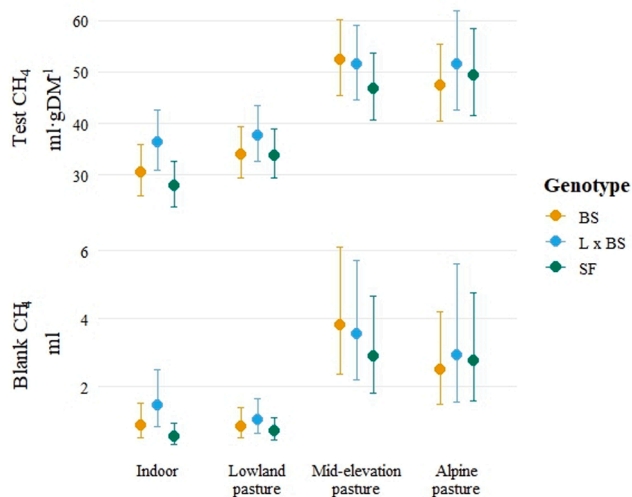 60
50
40
30
Test CH4
ml·gDM-1
6
4
2
Blank CH4
ml
Indoor
Lowland pasture
Mid-elevation pasture
Alpine pasture
Genotype
BS
L x BS
SF